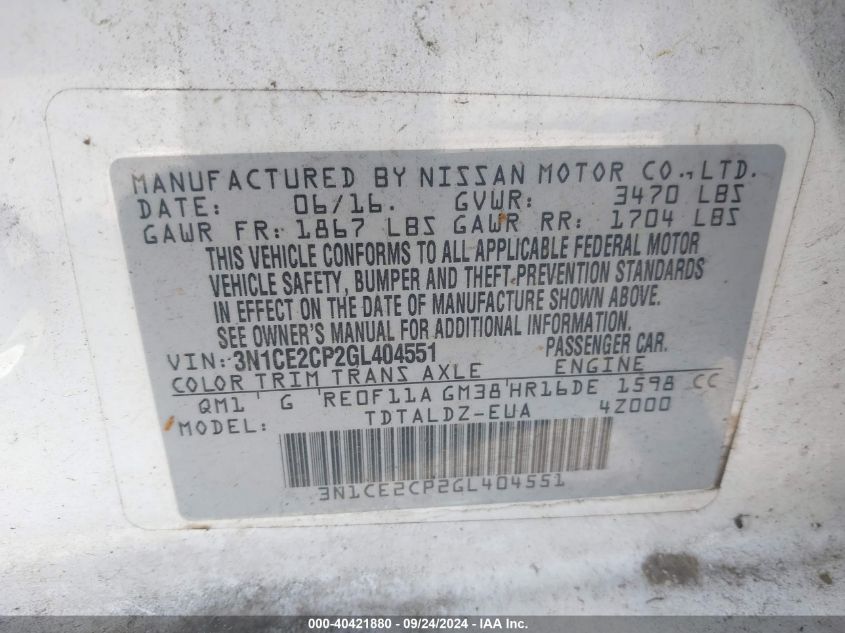 MANUFACTURED BY NISSAN MOTOR CO.,LTD.
DATE: 06/16. GVWR: 3470 LBS
GAWR FR: 1867 LBS GAWR RR: 1704 LBS
THIS VEHICLE CONFORMS TO ALL APPLICABLE FEDERAL MOTOR
VEHICLE SAFETY, BUMPER AND THEFT-PREVENTION STANDARDS
IN EFFECT ON THE DATE OF MANUFACTURE SHOWN ABOVE.
SEE OWNER'S MANUAL FOR ADDITIONAL INFORMATION.
VIN: 3N1CE2CP2GL404551 PASSENGER CAR.
COLOR TRIM TRANS AXLE ENGINE
QM1 ' G 'RE0F11A GM38'HR16DE 1598 CC
MODEL: TDTALDZ-EUA 4Z000
3N1CE2CP2GL404551
000-40421880 - 09/24/2024 - IAA Inc.